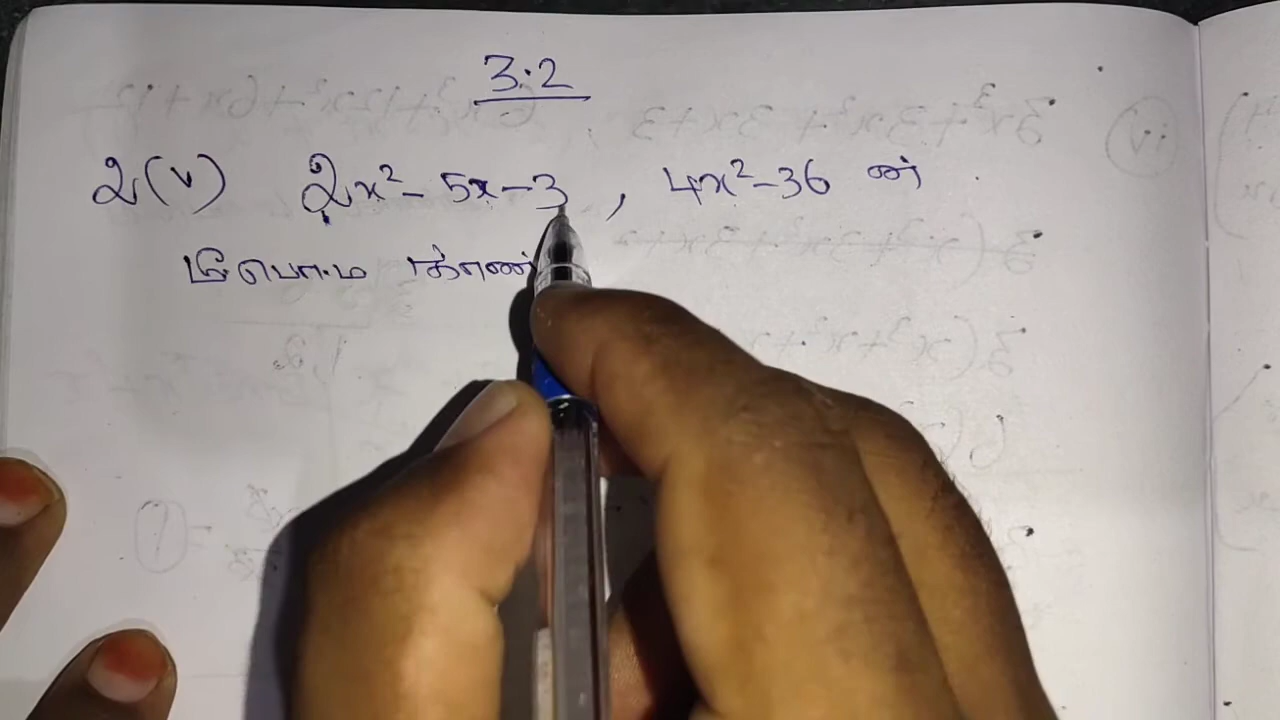 3.2
2(v) 2x² - 5x - 3 , 4x² - 36 ன்
மீ.பொ.ம காண்